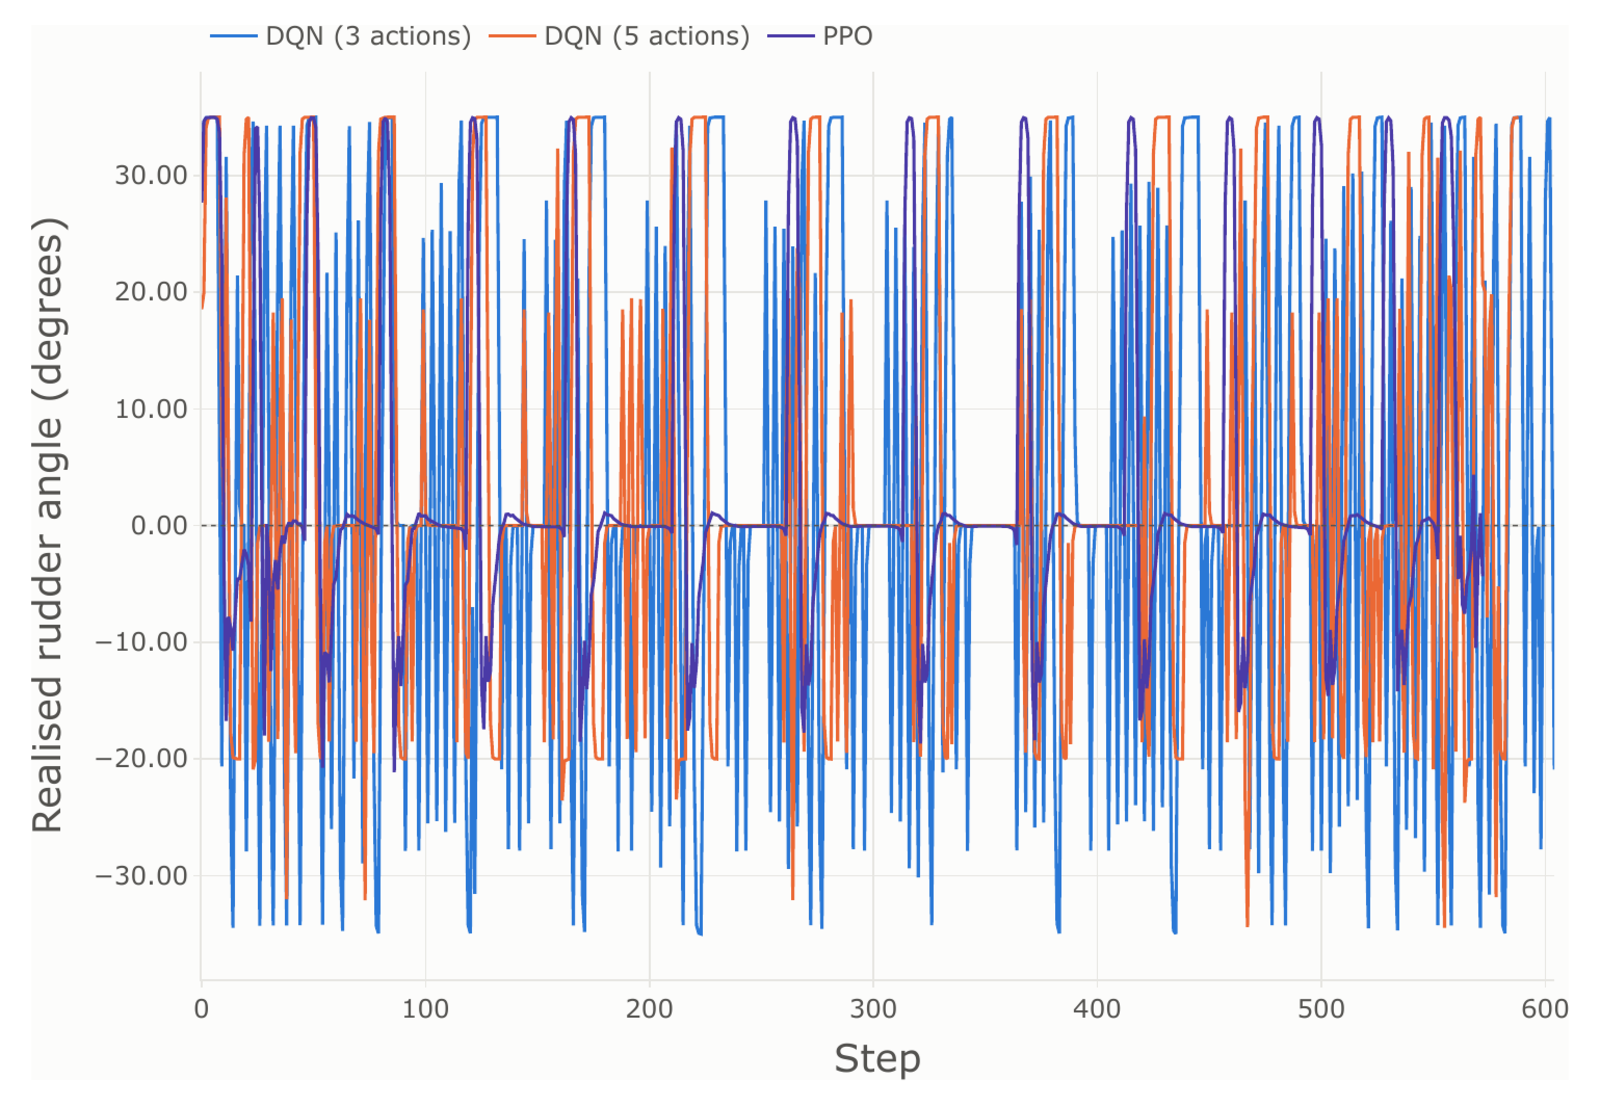 DQN (3 actions) DQN (5 actions) PPO
Realised rudder angle (degrees)
30.00
20.00
10.00
0.00
−10.00
−20.00
−30.00
0 100 200 300 400 500 600
Step